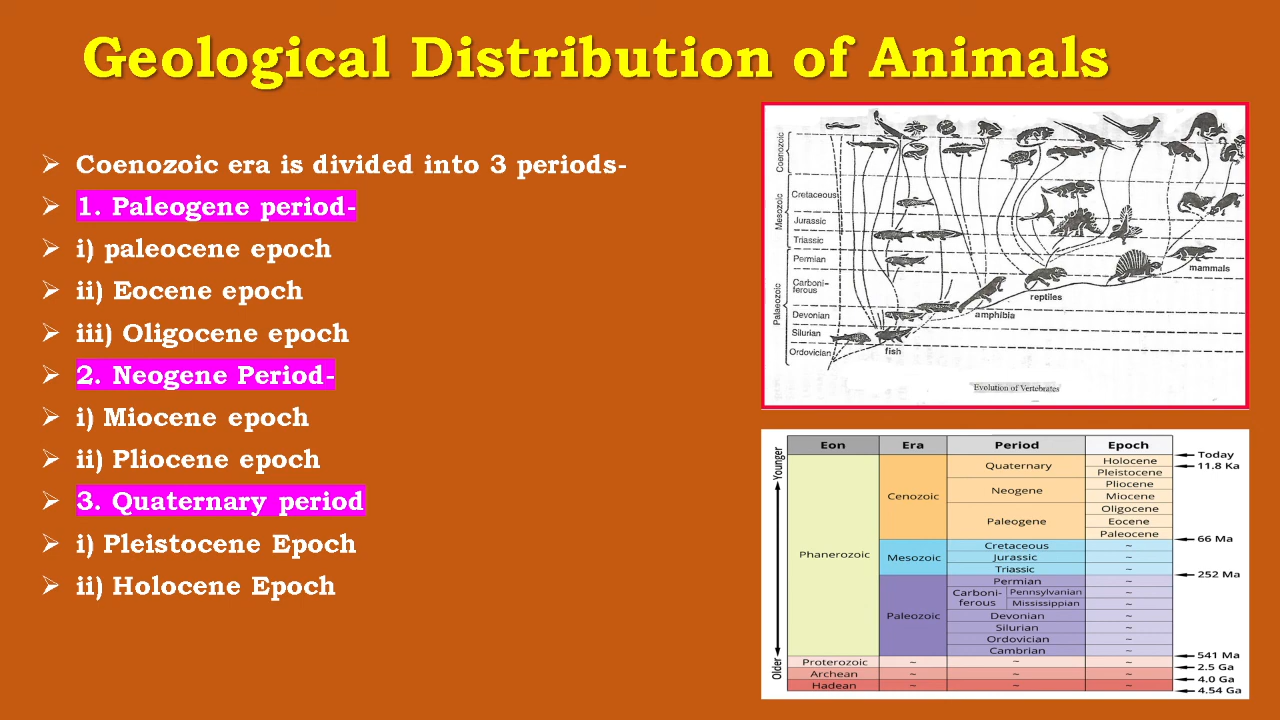 Geological Distribution of Animals
Coenozoic era is divided into 3 periods-
1. Paleogene period-
i) paleocene epoch
ii) Eocene epoch
iii) Oligocene epoch
2. Neogene Period-
i) Miocene epoch
ii) Pliocene epoch
3. Quaternary period
i) Pleistocene Epoch
ii) Holocene Epoch
Coenozoic
Mesozoic
Palaeozoic
Cretaceous
Jurassic
Triassic
Permian
Carboni-
ferous
Devonian
Silurian
Ordovician
mammals
reptiles
amphibia
fish
Evolution of Vertebrates
Eon Era Period Epoch
Younger
Older
Phanerozoic
Cenozoic
Quaternary
Neogene
Paleogene
Holocene
Pleistocene
Pliocene
Miocene
Oligocene
Eocene
Paleocene
Mesozoic
Cretaceous ~
Jurassic ~
Triassic ~
Paleozoic
Permian ~
Carboni-
ferous
Pennsylvanian ~
Mississippian ~
Devonian ~
Silurian ~
Ordovician ~
Cambrian ~
Proterozoic ~ ~ ~
Archean ~ ~ ~
Hadean ~ ~ ~
Today
11.8 Ka
66 Ma
252 Ma
541 Ma
2.5 Ga
4.0 Ga
4.54 Ga